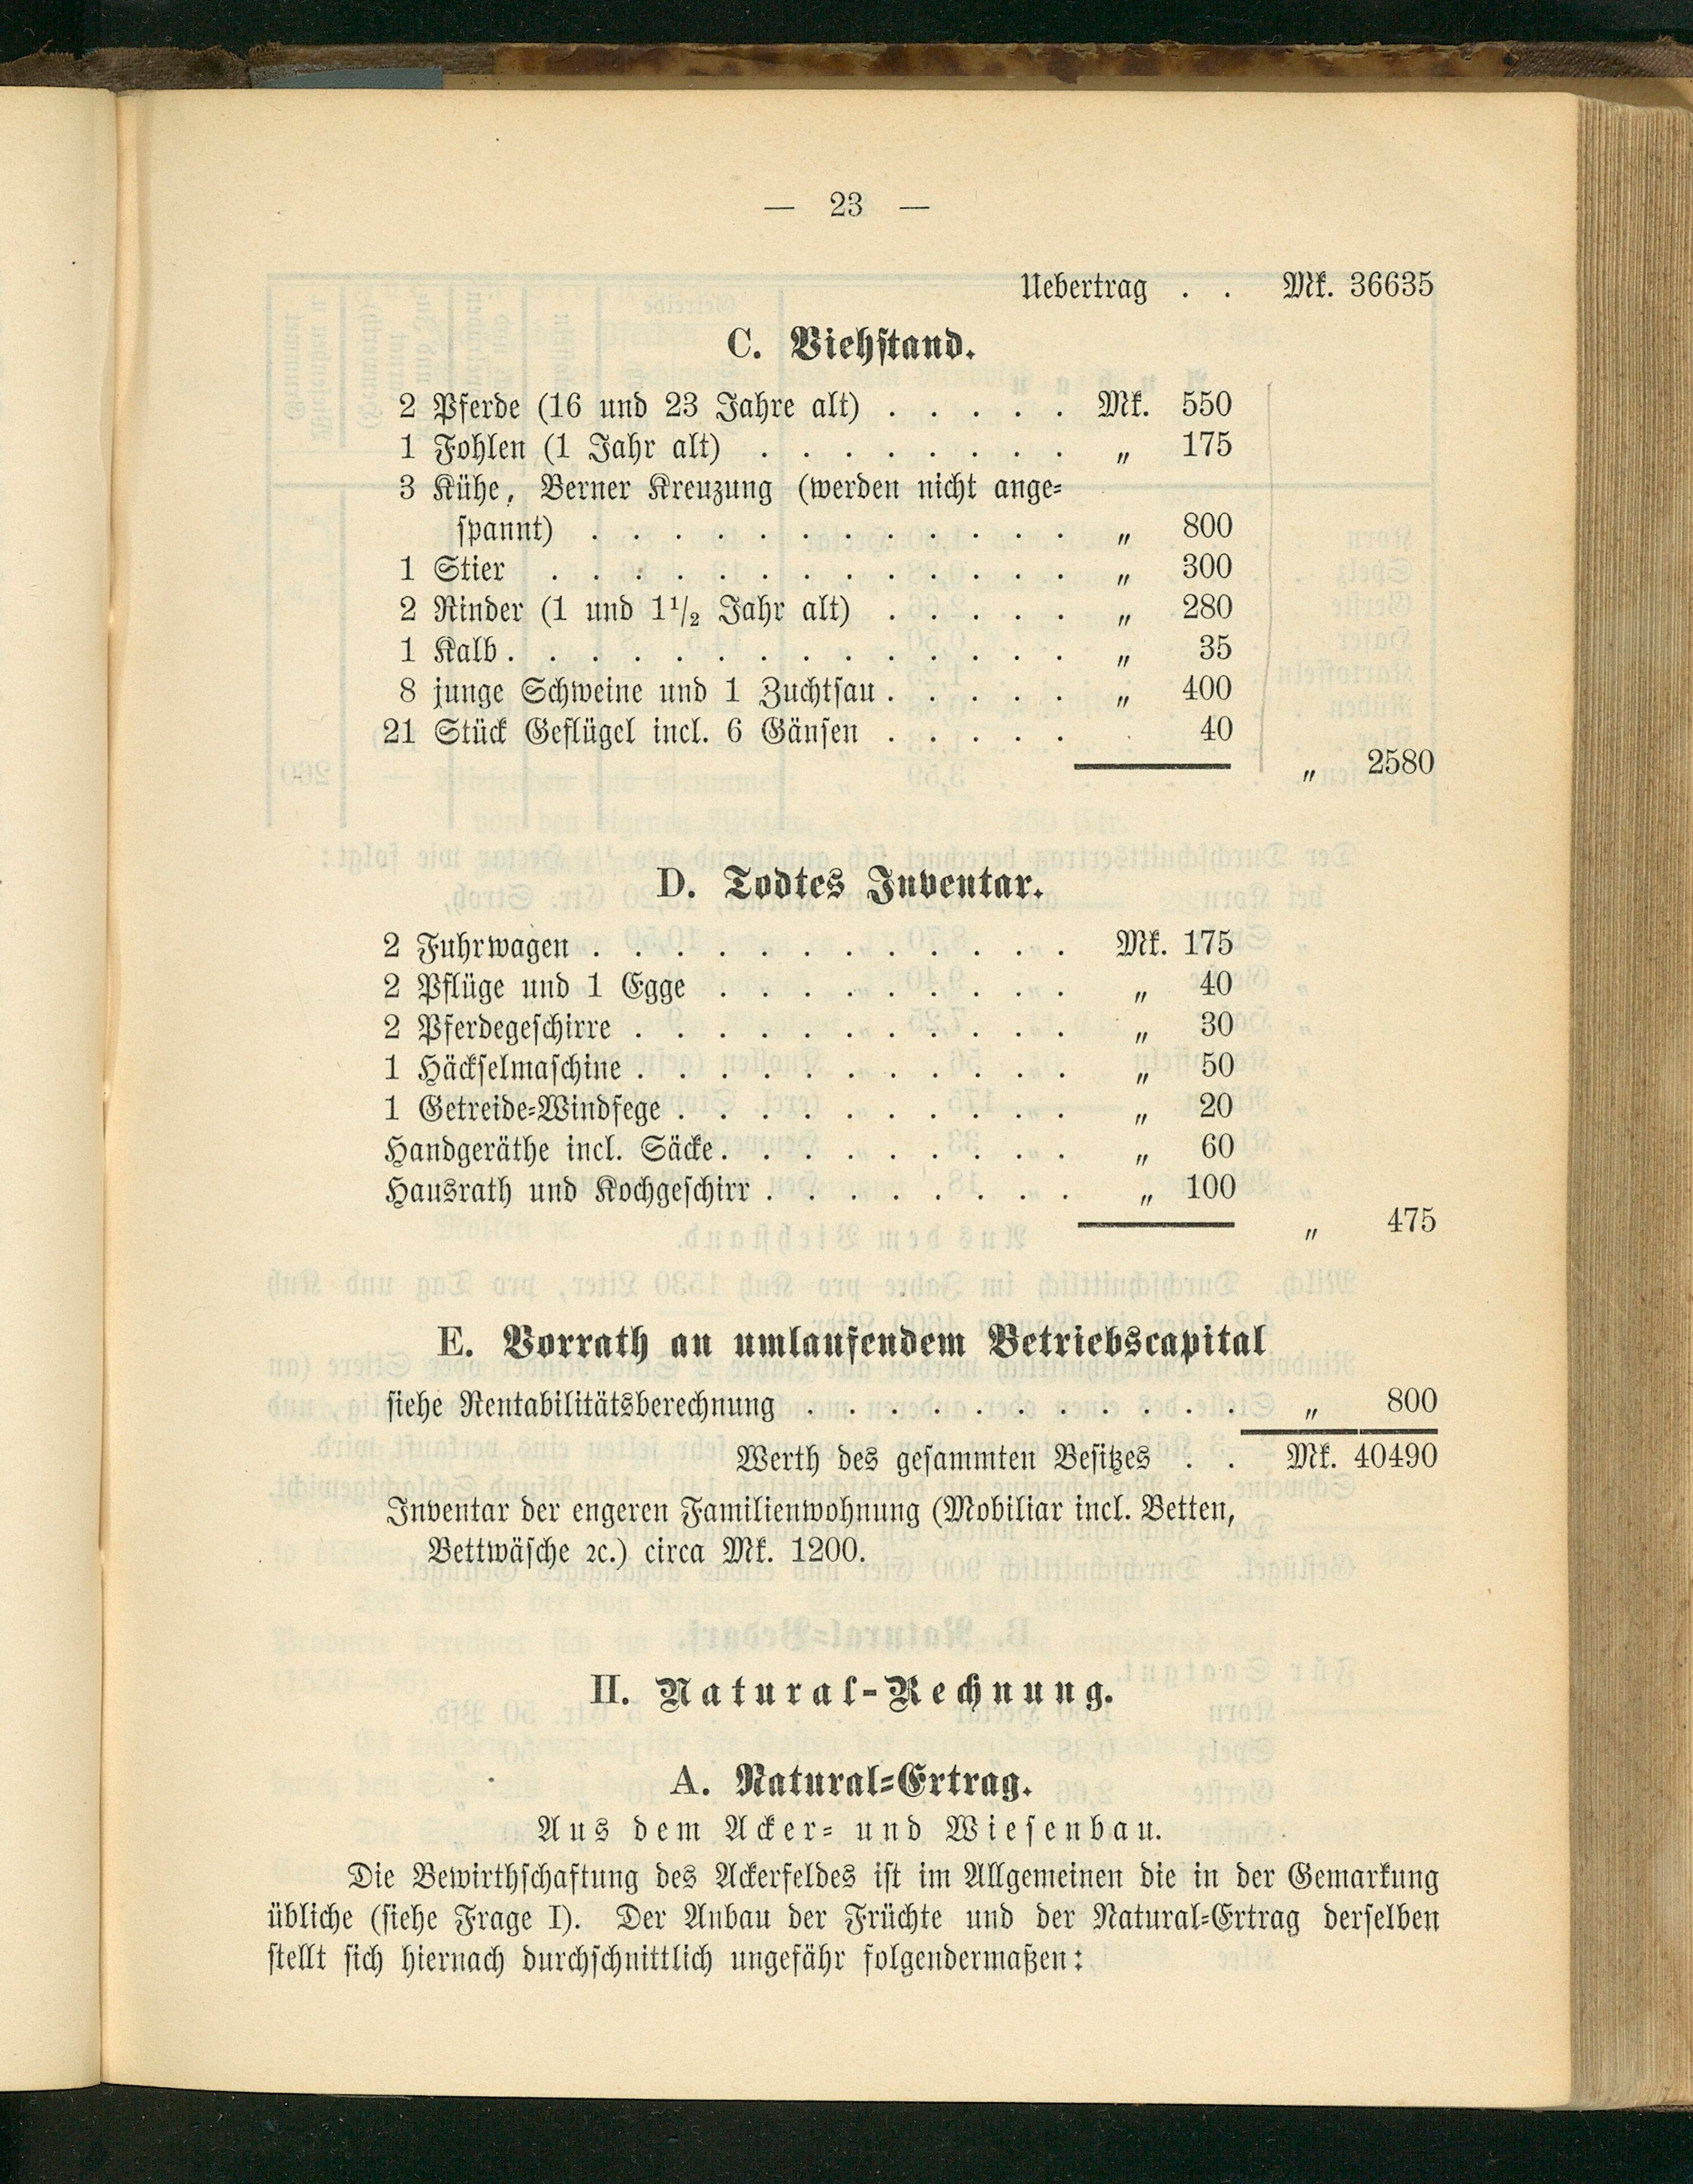 — 23 —
Uebertrag . . Mk. 36635
C. Viehstand.
2 Pferde (16 und 23 Jahre alt) . . . . . Mk. 550
1 Fohlen (1 Jahr alt) . . . . . . . . „ 175
3 Kühe, Berner Kreuzung (werden nicht ange-
spannt) . . . . . . . . . . . . „ 800
1 Stier . . . . . . . . . . . . . „ 300
2 Rinder (1 und 1¹/₂ Jahr alt) . . . . . „ 280
1 Kalb . . . . . . . . . . . . . . „ 35
8 junge Schweine und 1 Zuchtsau . . . . . „ 400
21 Stück Geflügel incl. 6 Gänsen . . . . . 40
„ 2580
D. Todtes Inventar.
2 Fuhrwagen . . . . . . . . . . . . Mk. 175
2 Pflüge und 1 Egge . . . . . . . . . „ 40
2 Pferdegeschirre . . . . . . . . . . . „ 30
1 Häckselmaschine . . . . . . . . . . . „ 50
1 Getreide-Windfege . . . . . . . . . . „ 20
Handgeräthe incl. Säcke . . . . . . . . . „ 60
Hausrath und Kochgeschirr . . . . . . . . „ 100
„ 475
E. Vorrath an umlaufendem Betriebscapital
siehe Rentabilitätsberechnung . . . . . . . . . . . „ 800
Werth des gesammten Besitzes . . Mk. 40490
Inventar der engeren Familienwohnung (Mobiliar incl. Betten,
Bettwäsche ꝛc.) circa Mk. 1200.
II. Natural-Rechnung.
A. Natural-Ertrag.
Aus dem Acker- und Wiesenbau.
Die Bewirthschaftung des Ackerfeldes ist im Allgemeinen die in der Gemarkung
übliche (siehe Frage I). Der Anbau der Früchte und der Natural-Ertrag derselben
stellt sich hiernach durchschnittlich ungefähr folgendermaßen: